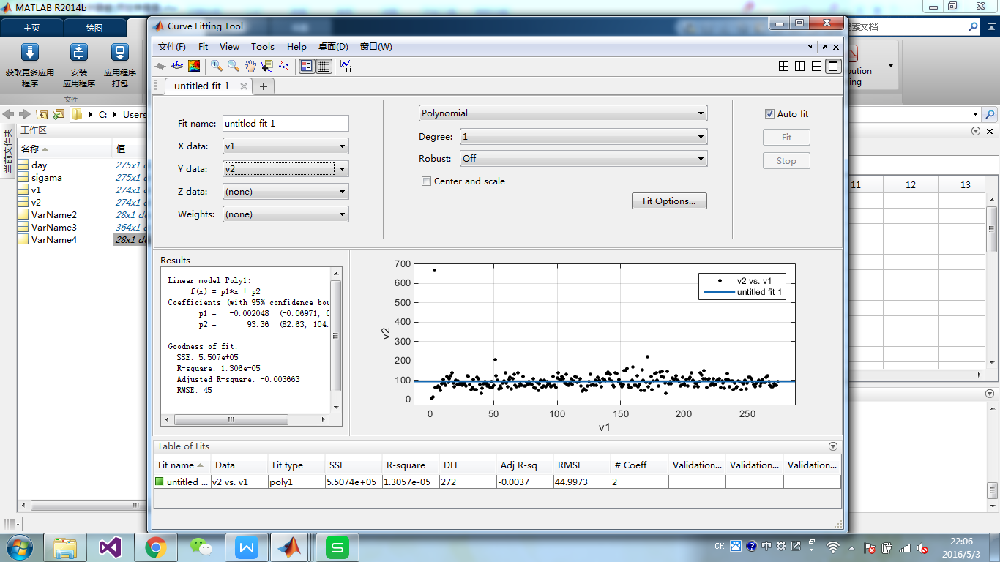 MATLAB R2014b
主页
绘图
搜索文档
获取更多应用
程序
安装
应用程序
应用程序
打包
文件
C:
Users
当前文件夹
工作区
名称
值
day
275x1
sigama
275x1
v1
274x1
v2
274x1
VarName2
28x1
VarName3
364x1
VarName4
28x1
11 12 13
Curve Fitting Tool
文件(F) Fit View Tools Help 桌面(D) 窗口(W)
untitled fit 1
Fit name: untitled fit 1
X data: v1
Y data: v2
Z data: (none)
Weights: (none)
Polynomial
Degree: 1
Robust: Off
Center and scale
Fit Options...
Auto fit
Fit
Stop
Results
Linear model Poly1:
f(x) = p1*x + p2
Coefficients (with 95% confidence bou
p1 = -0.002048 (-0.06971, 0
p2 = 93.36 (82.63, 104.
Goodness of fit:
SSE: 5.507e+05
R-square: 1.306e-05
Adjusted R-square: -0.003663
RMSE: 45
700
600
500
400
300
200
100
0
v2
0 50 100 150 200 250
v1
v2 vs. v1
untitled fit 1
Table of Fits
Fit name Data Fit type SSE R-square DFE Adj R-sq RMSE # Coeff Validation... Validation... Validation...
untitled ... v2 vs. v1 poly1 5.5074e+05 1.3057e-05 272 -0.0037 44.9973 2
CH 中
22:06
2016/5/3